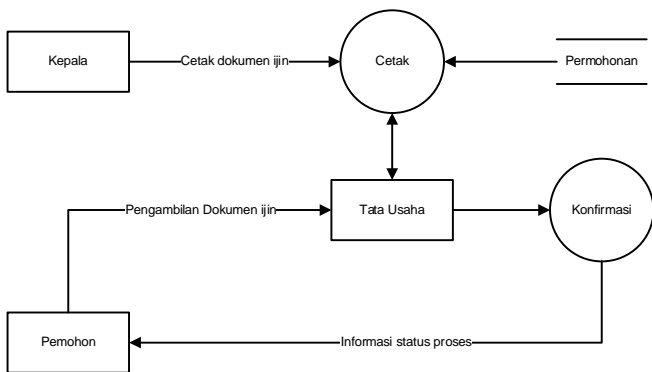 Kepala
Cetak dokumen ijin
Cetak
Permohonan
Pengambilan Dokumen ijin
Tata Usaha
Konfirmasi
Pemohon
Informasi status proses